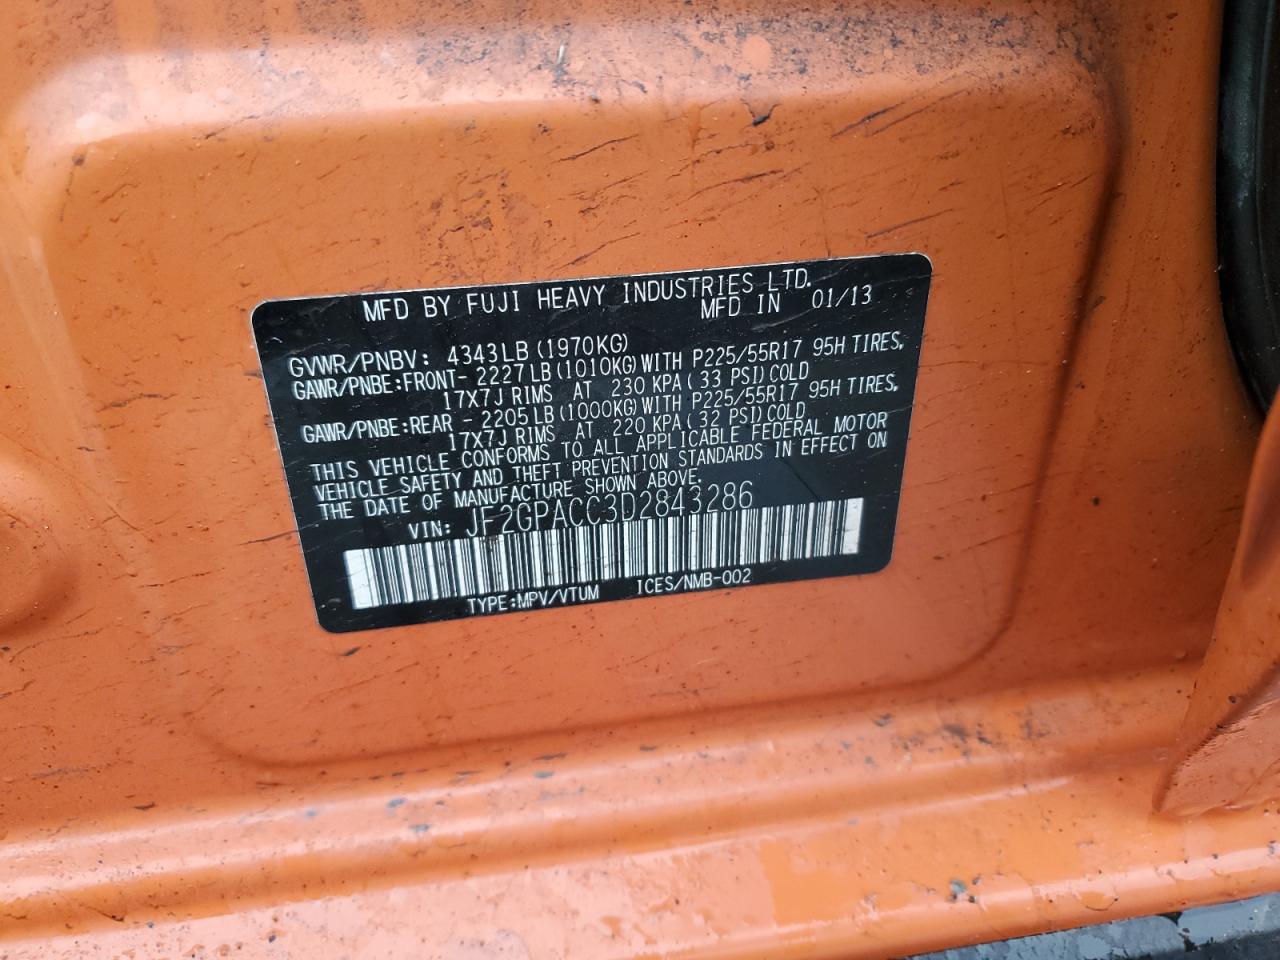 MFD BY FUJI HEAVY INDUSTRIES LTD.
MFD IN 01/13
GVWR/PNBV: 4343LB(1970KG)
GAWR/PNBE:FRONT- 2227LB(1010KG)WITH P225/55R17 95H TIRES,
17X7J RIMS AT 230 KPA(33 PSI)COLD
GAWR/PNBE:REAR - 2205LB(1000KG)WITH P225/55R17 95H TIRES,
17X7J RIMS AT 220 KPA(32 PSI)COLD
THIS VEHICLE CONFORMS TO ALL APPLICABLE FEDERAL MOTOR
VEHICLE SAFETY AND THEFT PREVENTION STANDARDS IN EFFECT ON
THE DATE OF MANUFACTURE SHOWN ABOVE.
VIN: JF2GPACC3D2843286
TYPE:MPV/VTUM ICES/NMB-002